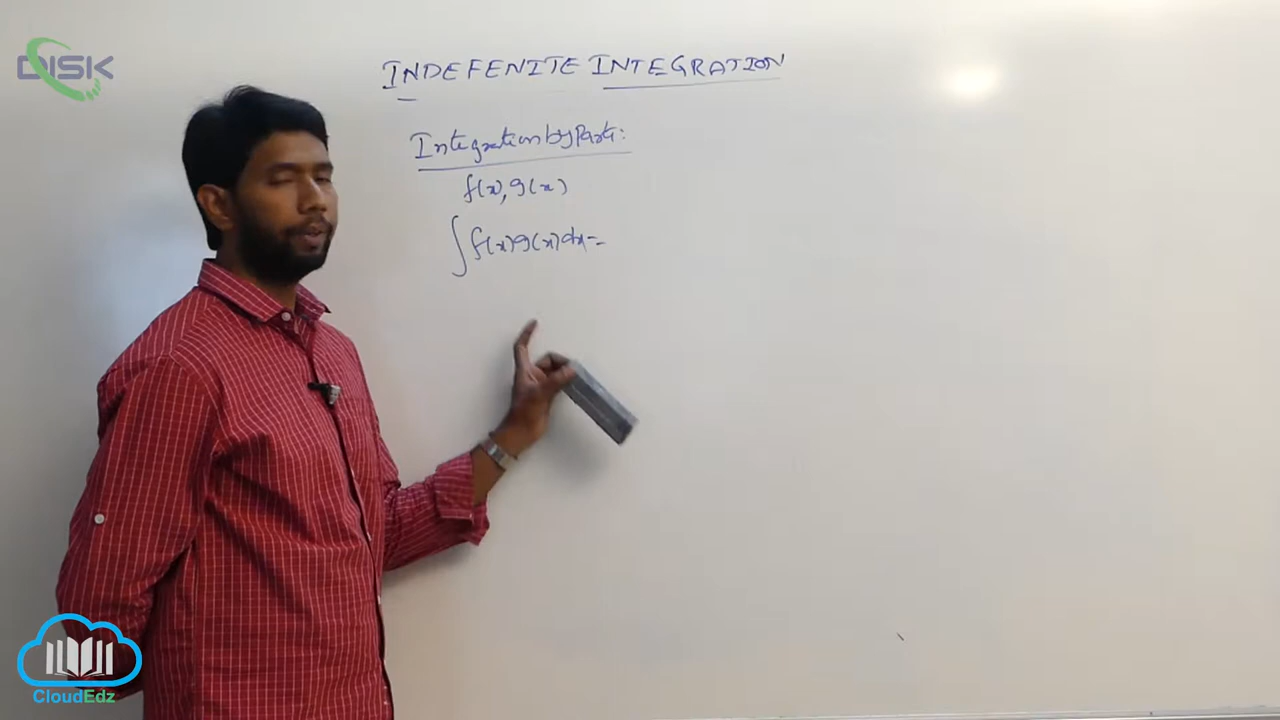 DISK
INDEFENITE INTEGRATION
Integration by Parts:
f(x), g(x)
∫f(x)g(x)dx=
CloudEdz